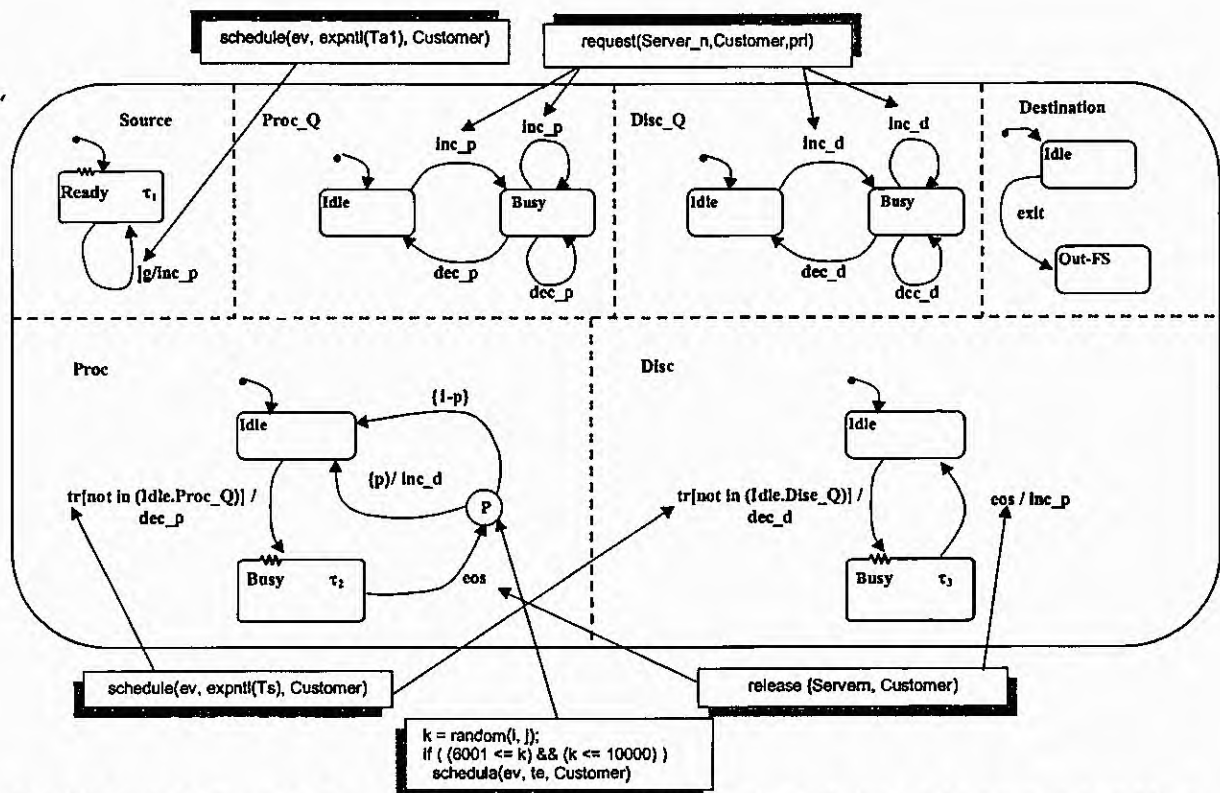 schedule(ev, expntl(Ta1), Customer)
request(Server_n,Customer,pri)
Source
Proc_Q
Disc_Q
Destination
inc_p
inc_p
inc_d
inc_d
Idle
Ready τ1
Idle
Busy
Idle
Busy
exit
]g/inc_p
dec_p
dec_p
dec_d
dec_d
Out-FS
Proc
Disc
{1-p}
Idle
Idle
{p}/ inc_d
P
tr[not in (Idle.Proc_Q)] /
dec_p
tr[not in (Idle.Dise_Q)] /
dec_d
eos / inc_p
Busy τ2
eos
Busy τ3
schedule(ev, expntl(Ts), Customer)
release (Servern, Customer)
k = random(i, j);
if ( (6001 <= k) && (k <= 10000) )
schedula(ev, te, Customer)